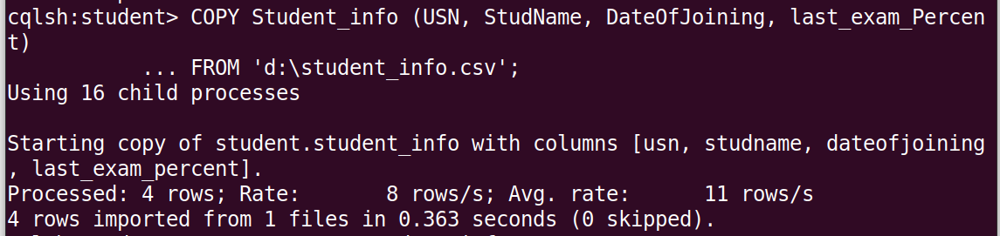 cqlsh:student> COPY Student_info (USN, StudName, DateOfJoining, last_exam_Percen
t)
... FROM 'd:\student_info.csv';
Using 16 child processes
Starting copy of student.student_info with columns [usn, studname, dateofjoining
, last_exam_percent].
Processed: 4 rows; Rate:       8 rows/s; Avg. rate:      11 rows/s
4 rows imported from 1 files in 0.363 seconds (0 skipped).